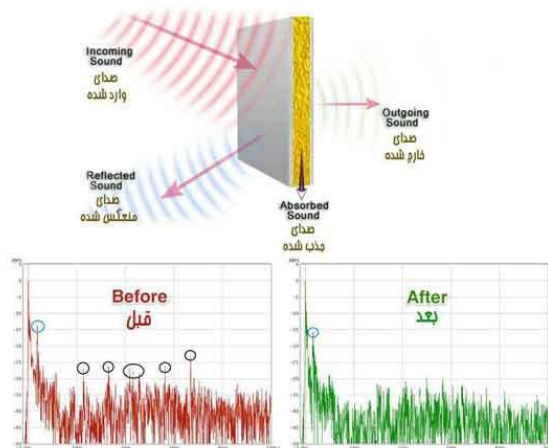 Incoming
Sound
صدای
وارد شده
Outgoing
Sound
صدای
خارج شده
Reflected
Sound
صدای
منعکس شده
Absorbed
Sound
صدای
جذب شده
Before
قبل
After
بعد